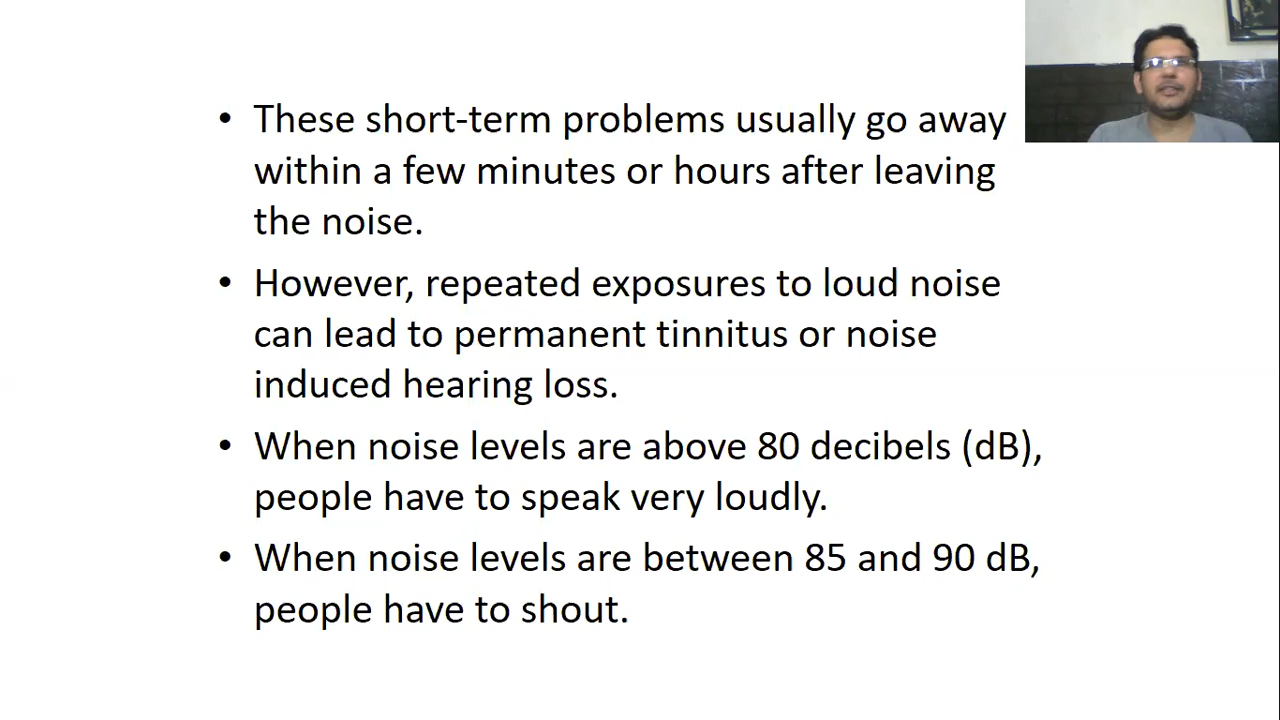 • These short-term problems usually go away
within a few minutes or hours after leaving
the noise.
• However, repeated exposures to loud noise
can lead to permanent tinnitus or noise
induced hearing loss.
• When noise levels are above 80 decibels (dB),
people have to speak very loudly.
• When noise levels are between 85 and 90 dB,
people have to shout.